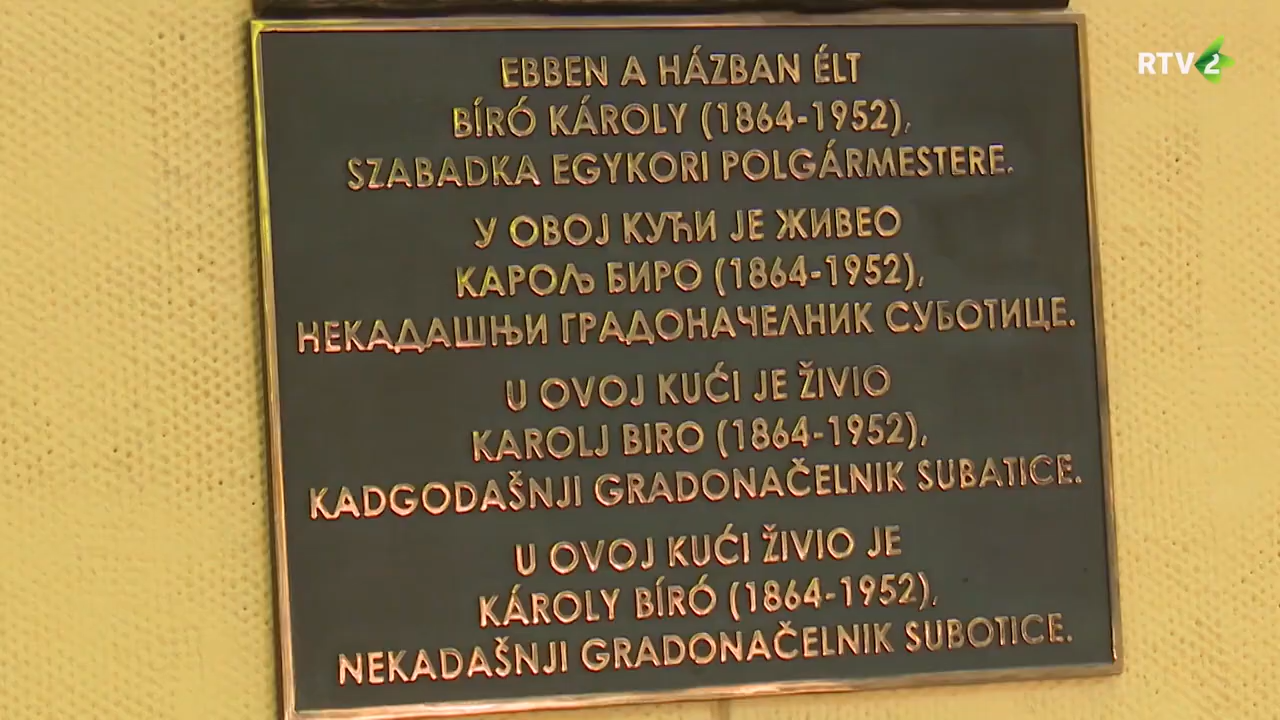 RTV 2
EBBEN A HÁZBAN ÉLT
BÍRÓ KÁROLY (1864-1952),
SZABADKA EGYKORI POLGÁRMESTERE.
У ОВОЈ КУЋИ ЈЕ ЖИВЕО
КАРОЉ БИРО (1864-1952),
НЕКАДАШЊИ ГРАДОНАЧЕЛНИК СУБОТИЦЕ.
U OVOJ KUĆI JE ŽIVIO
KAROLJ BIRO (1864-1952),
KADGODAŠNJI GRADONAČELNIK SUBATICE.
U OVOJ KUĆI ŽIVIO JE
KÁROLY BÍRÓ (1864-1952),
NEKADAŠNJI GRADONAČELNIK SUBOTICE.